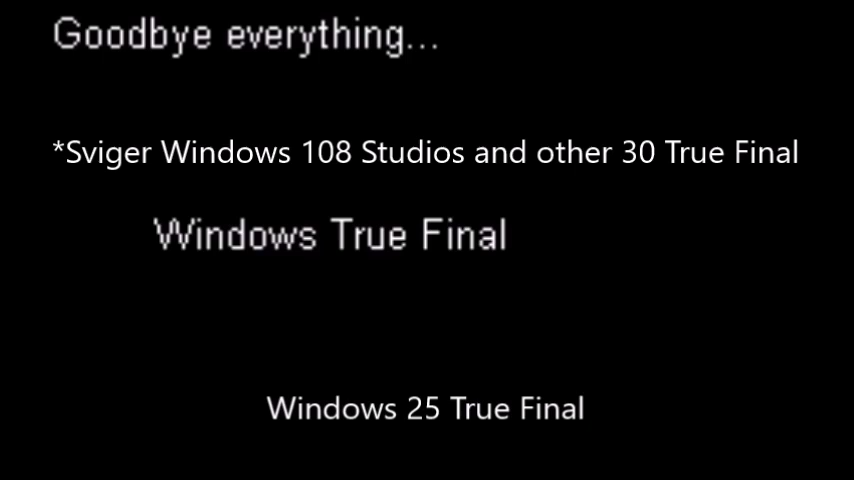 Goodbye everything...
*Sviger Windows 108 Studios and other 30 True Final
Windows True Final
Windows 25 True Final